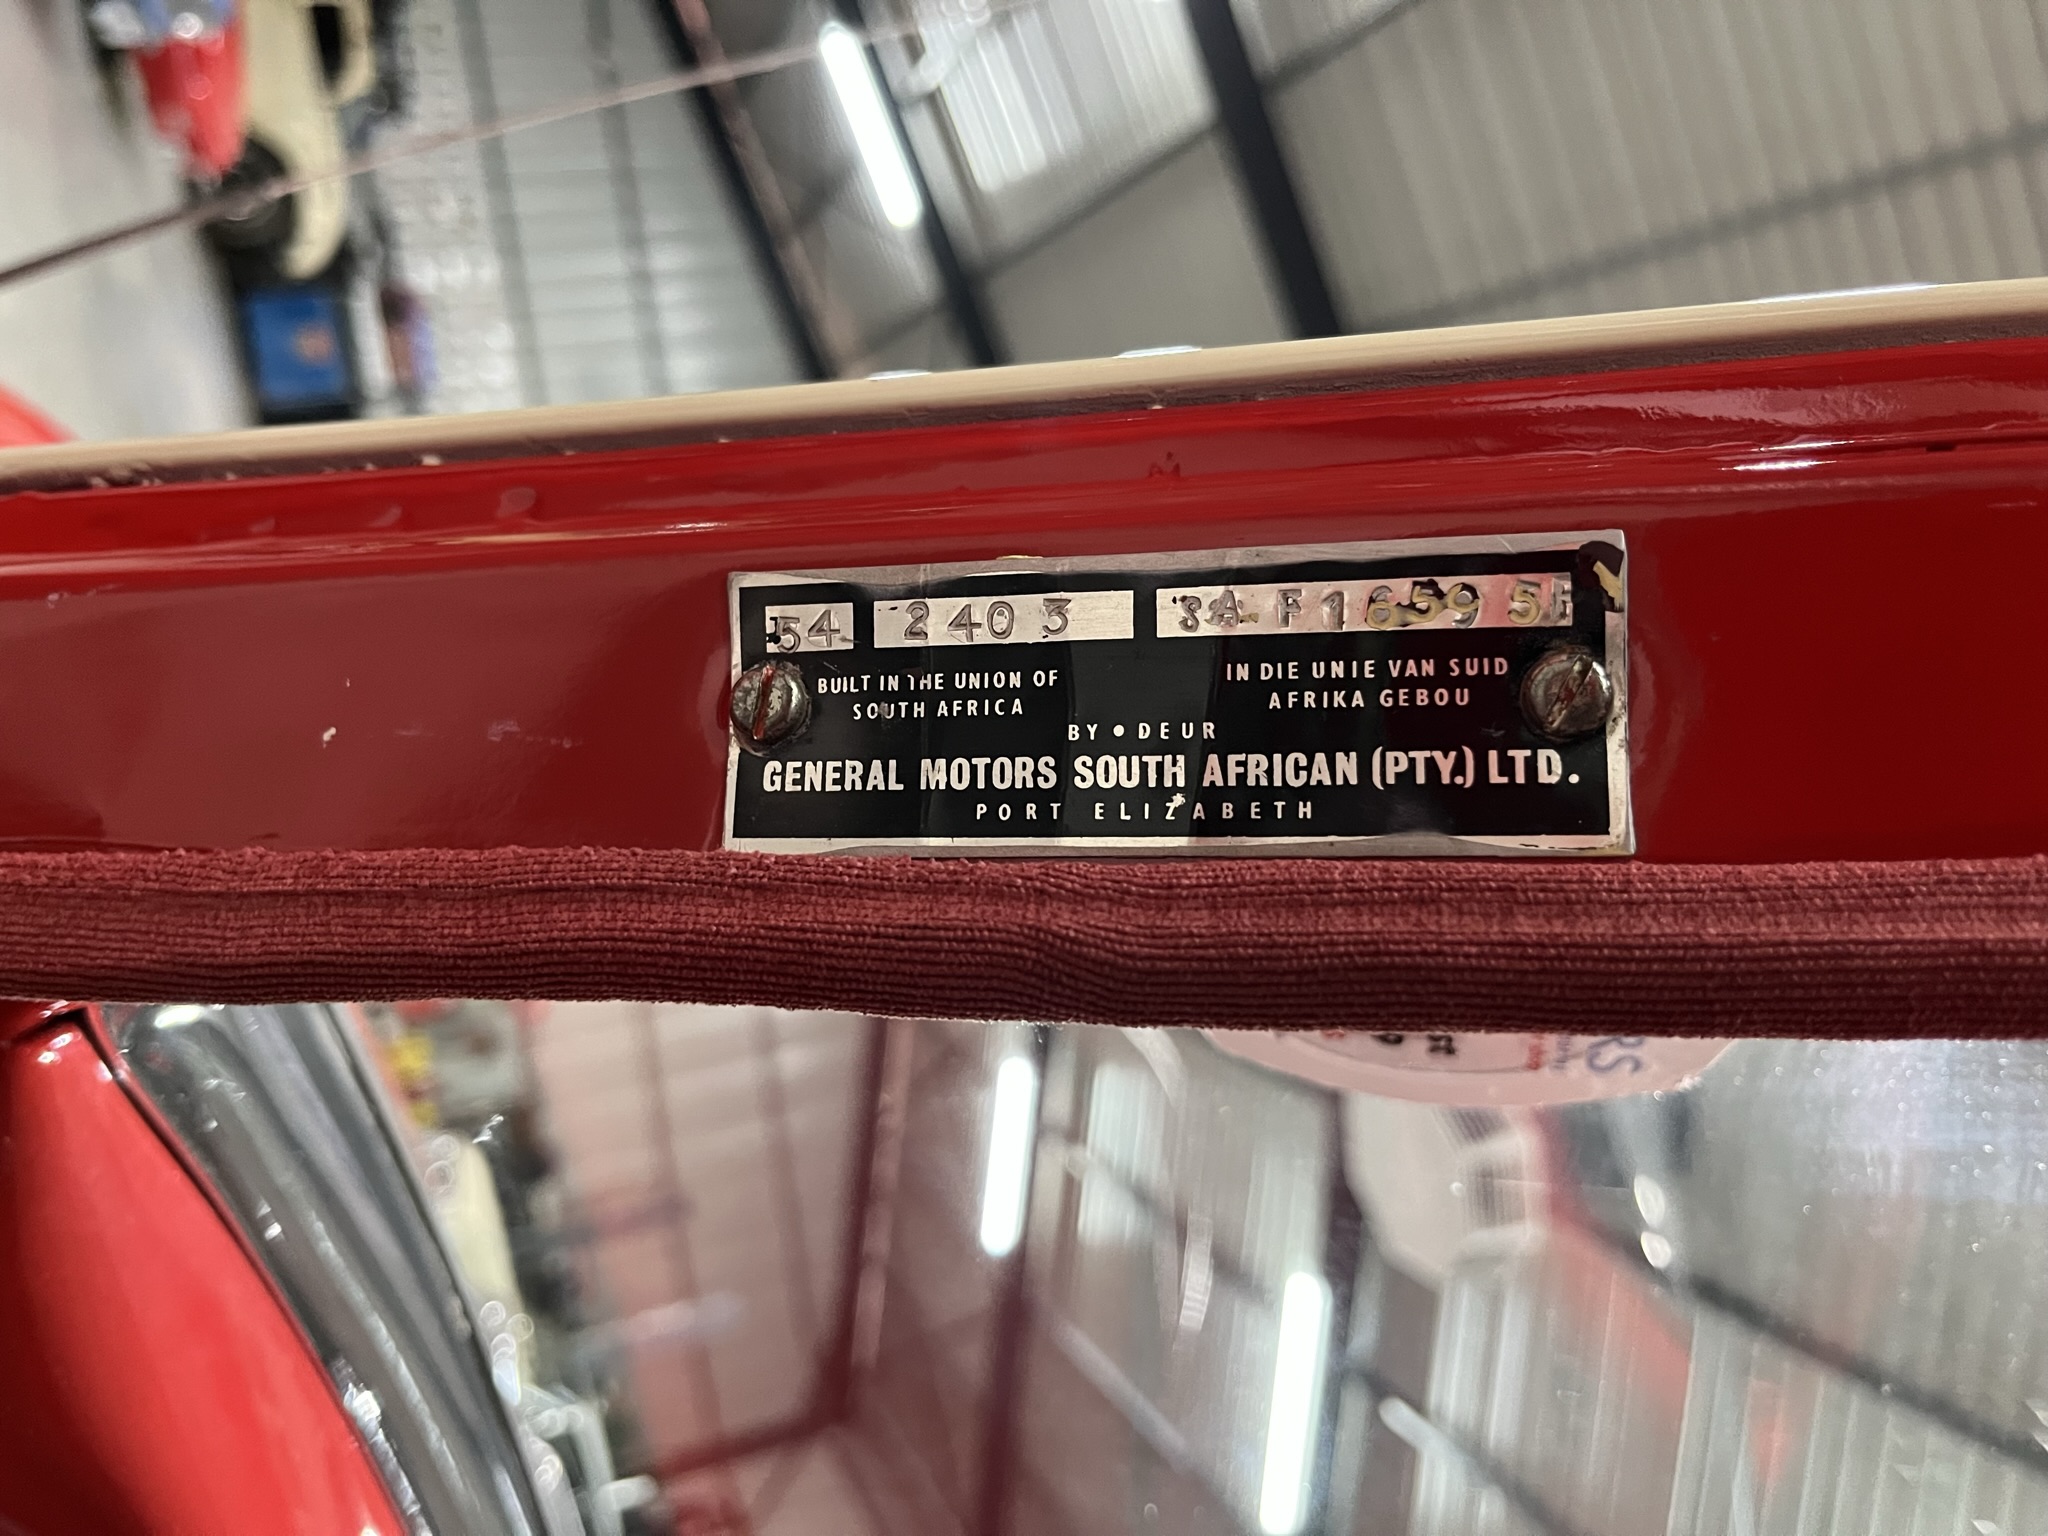 54 2403 SA F16595E
BUILT IN THE UNION OF
SOUTH AFRICA
IN DIE UNIE VAN SUID
AFRIKA GEBOU
BY • DEUR
GENERAL MOTORS SOUTH AFRICAN (PTY.) LTD.
PORT ELIZABETH
RS